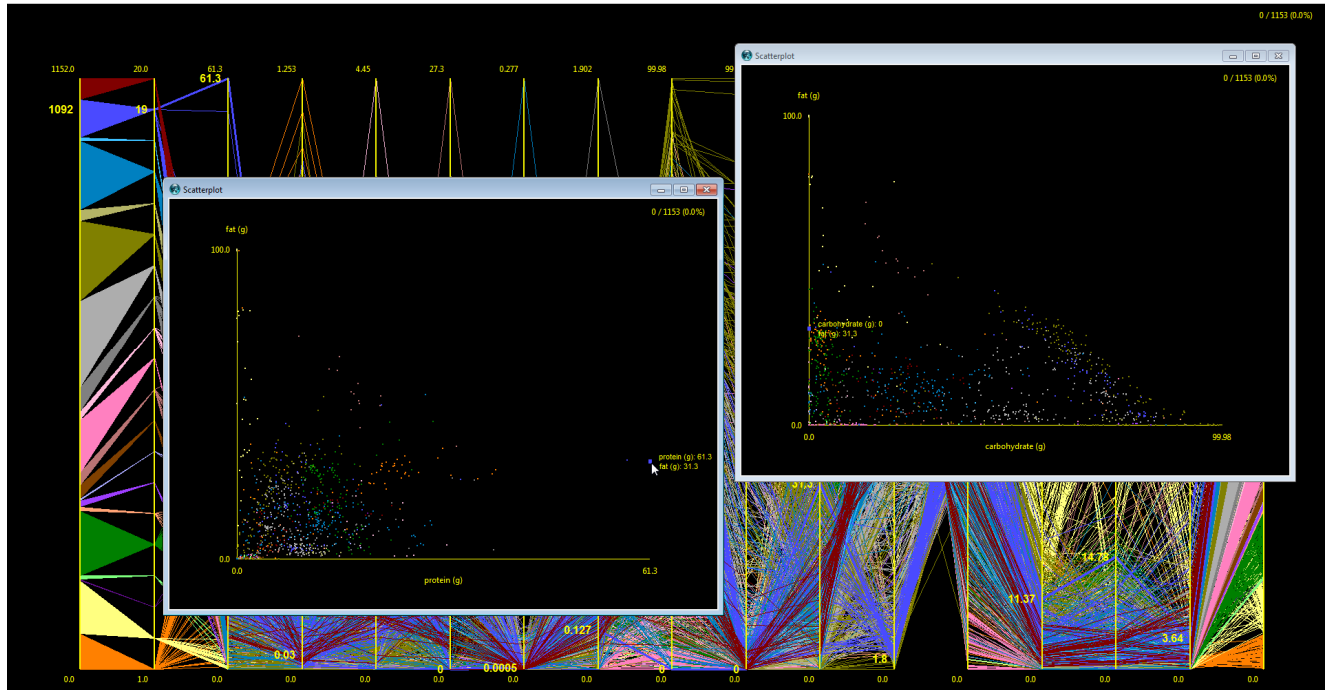 0 / 1153 (0.0%)
1152.0 20.0 61.3 1.253 4.45 27.3 0.277 1.902 99.98 99
61.3
1092 19
Scatterplot
0 / 1153 (0.0%)
fat (g)
100.0
carbohydrate (g): 0
fat (g): 31.3
0.0
0.0 99.98
carbohydrate (g)
Scatterplot
0 / 1153 (0.0%)
fat (g)
100.0
protein (g): 61.3
fat (g): 31.3
0.0
0.0 61.3
protein (g)
31.3
14.78
11.37
0.127
3.64
0.03
1.8
0 0.0005 0 0
0.0 1.0 0.0 0.0 0.0 0.0 0.0 0.0 0.0 0.0 0.0 0.0 0.0 0.0 0.0 0.0 0.0